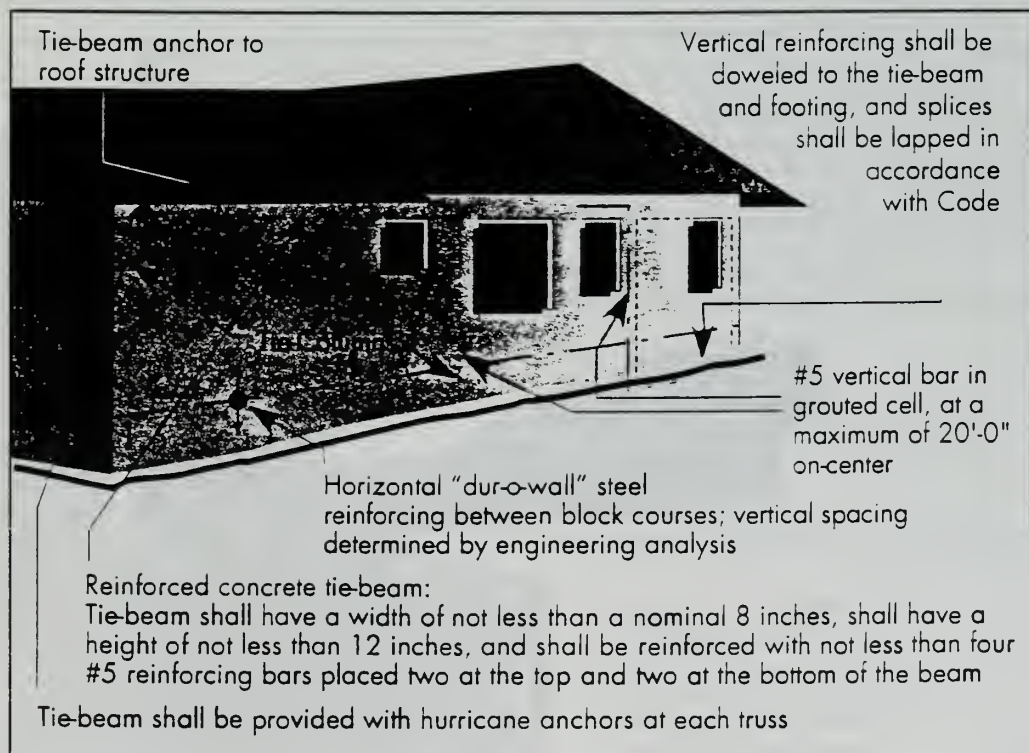 Tie-beam anchor to
roof structure
Vertical reinforcing shall be
doweled to the tie-beam
and footing, and splices
shall be lapped in
accordance
with Code
#5 vertical bar in
grouted cell, at a
maximum of 20'-0"
on-center
Horizontal "dur-o-wall" steel
reinforcing between block courses; vertical spacing
determined by engineering analysis
Reinforced concrete tie-beam:
Tie-beam shall have a width of not less than a nominal 8 inches, shall have a
height of not less than 12 inches, and shall be reinforced with not less than four
#5 reinforcing bars placed two at the top and two at the bottom of the beam
Tie-beam shall be provided with hurricane anchors at each truss